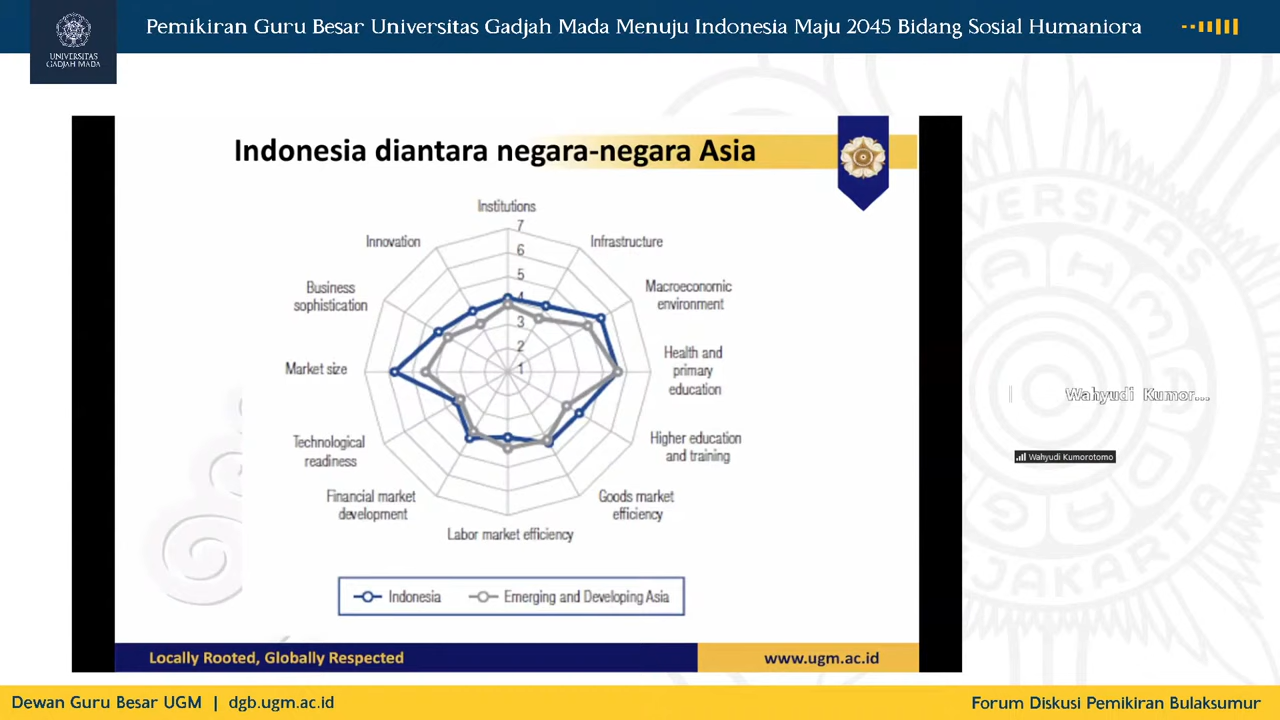 Pemikiran Guru Besar Universitas Gadjah Mada Menuju Indonesia Maju 2045 Bidang Sosial Humaniora
UNIVERSITAS
GADJAH MADA
Indonesia diantara negara-negara Asia
Institutions
7
6
5
4
3
2
1
Innovation
Infrastructure
Business
sophistication
Macroeconomic
environment
Market size
Health and
primary
education
Technological
readiness
Higher education
and training
Financial market
development
Goods market
efficiency
Labor market efficiency
Indonesia
Emerging and Developing Asia
Locally Rooted, Globally Respected
www.ugm.ac.id
Wahyudi Kumor...
Wahyudi Kumorotomo
Dewan Guru Besar UGM | dgb.ugm.ac.id
Forum Diskusi Pemikiran Bulaksumur